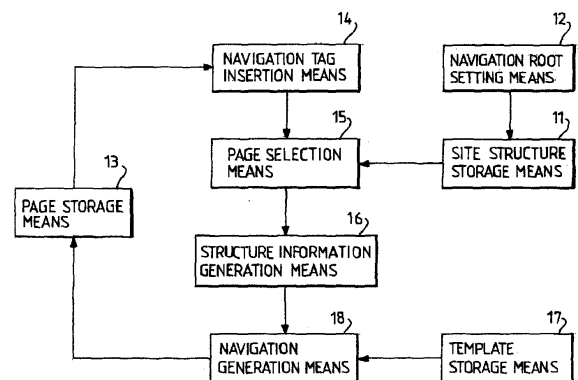 14
NAVIGATION TAG
INSERTION MEANS
12
NAVIGATION ROOT
SETTING MEANS
15
PAGE SELECTION
MEANS
11
SITE STRUCTURE
STORAGE MEANS
13
PAGE STORAGE
MEANS
16
STRUCTURE INFORMATION
GENERATION MEANS
18
NAVIGATION
GENERATION MEANS
17
TEMPLATE
STORAGE MEANS